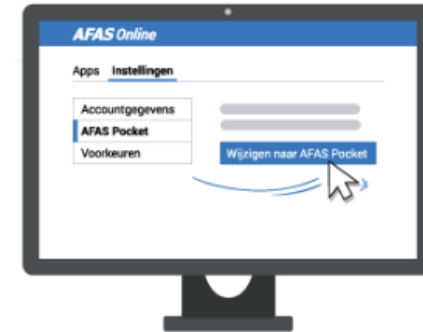 AFAS Online
Apps Instellingen
Accountgegevens
AFAS Pocket
Voorkeuren
Wijzigen naar AFAS Pocket